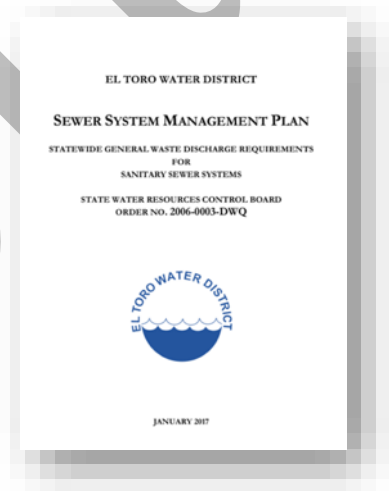 EL TORO WATER DISTRICT
SEWER SYSTEM MANAGEMENT PLAN
STATEWIDE GENERAL WASTE DISCHARGE REQUIREMENTS
FOR
SANITARY SEWER SYSTEMS
STATE WATER RESOURCES CONTROL BOARD
ORDER NO. 2006-0003-DWQ
EL TORO WATER DISTRICT
JANUARY 2017